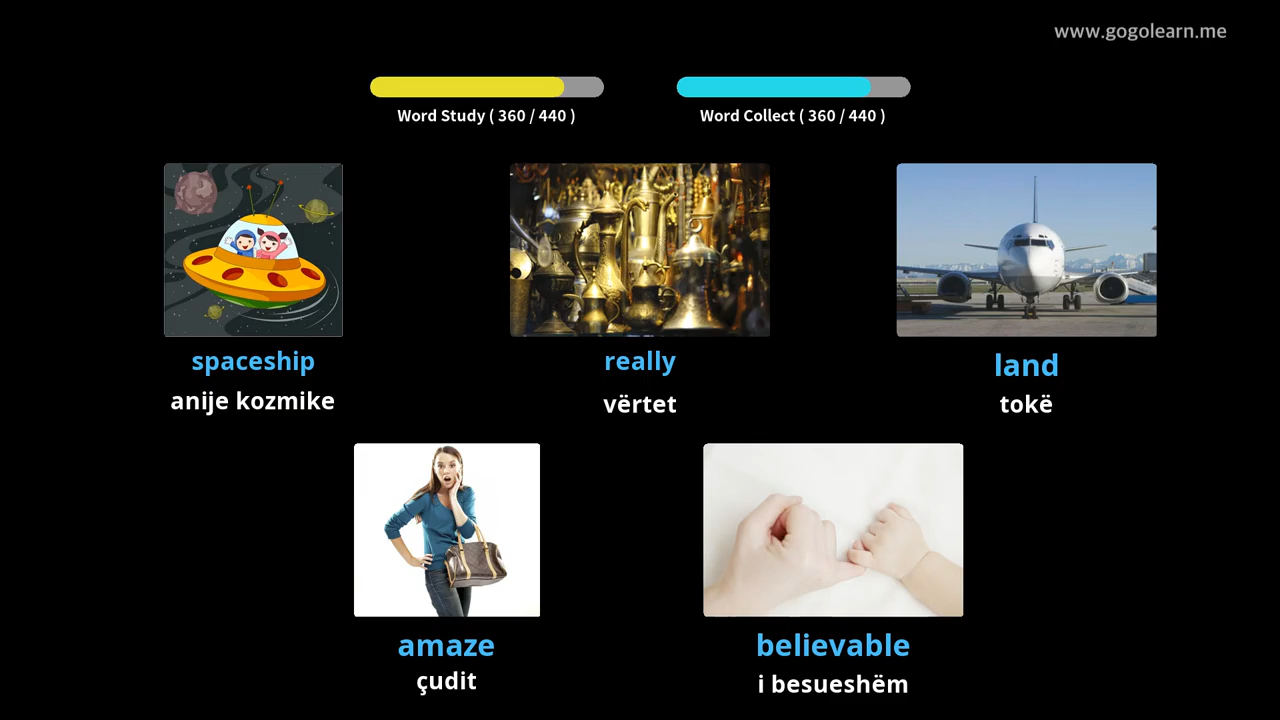 www.gogolearn.me
Word Study ( 360 / 440 )
Word Collect ( 360 / 440 )
spaceship
anije kozmike
really
vërtet
land
tokë
amaze
çudit
believable
i besueshëm